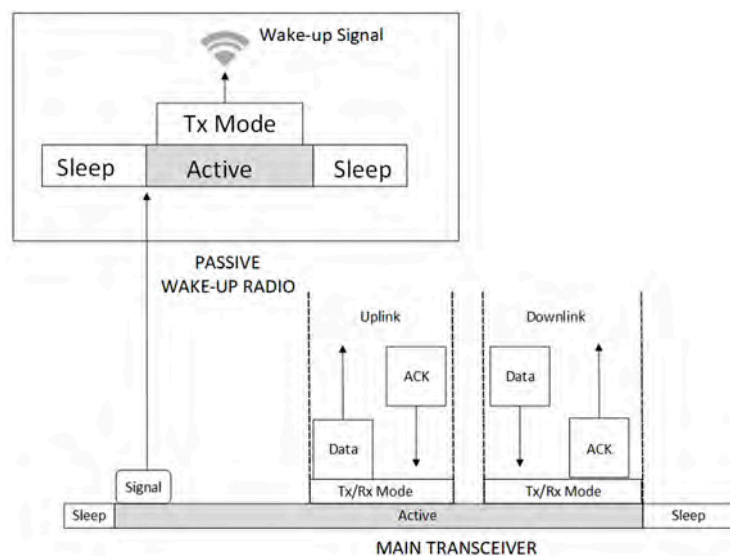 Wake-up Signal
Tx Mode
Sleep
Active
Sleep
PASSIVE
WAKE-UP RADIO
Uplink
Downlink
ACK
Data
Data
ACK
Signal
Tx/Rx Mode
Tx/Rx Mode
Sleep
Active
Sleep
MAIN TRANSCEIVER